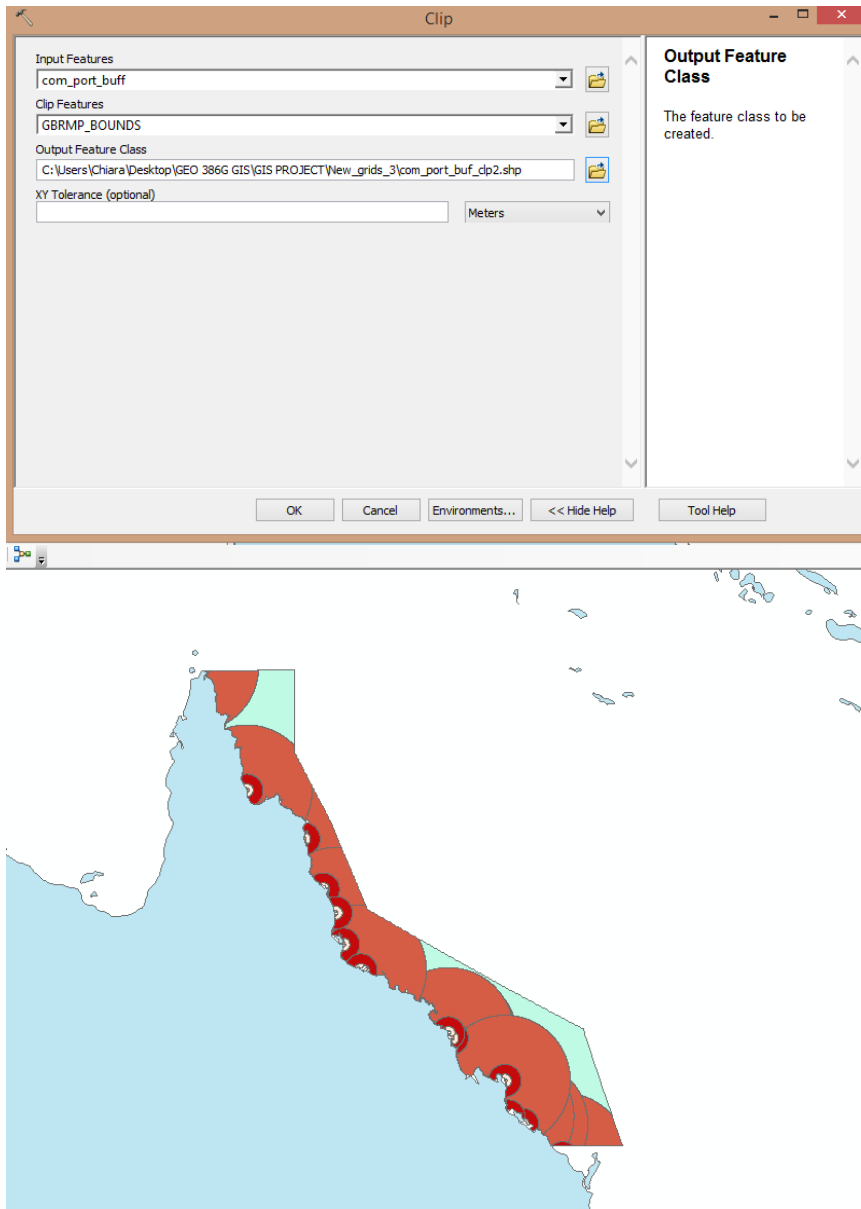 Clip
Input Features
com_port_buff
Clip Features
GBRMP_BOUNDS
Output Feature Class
C:\Users\Chiara\Desktop\GEO 386G GIS\GIS PROJECT\New_grids_3\com_port_buf_clp2.shp
XY Tolerance (optional)
Meters
OK
Cancel
Environments...
<< Hide Help
Tool Help
Output Feature
Class
The feature class to be
created.